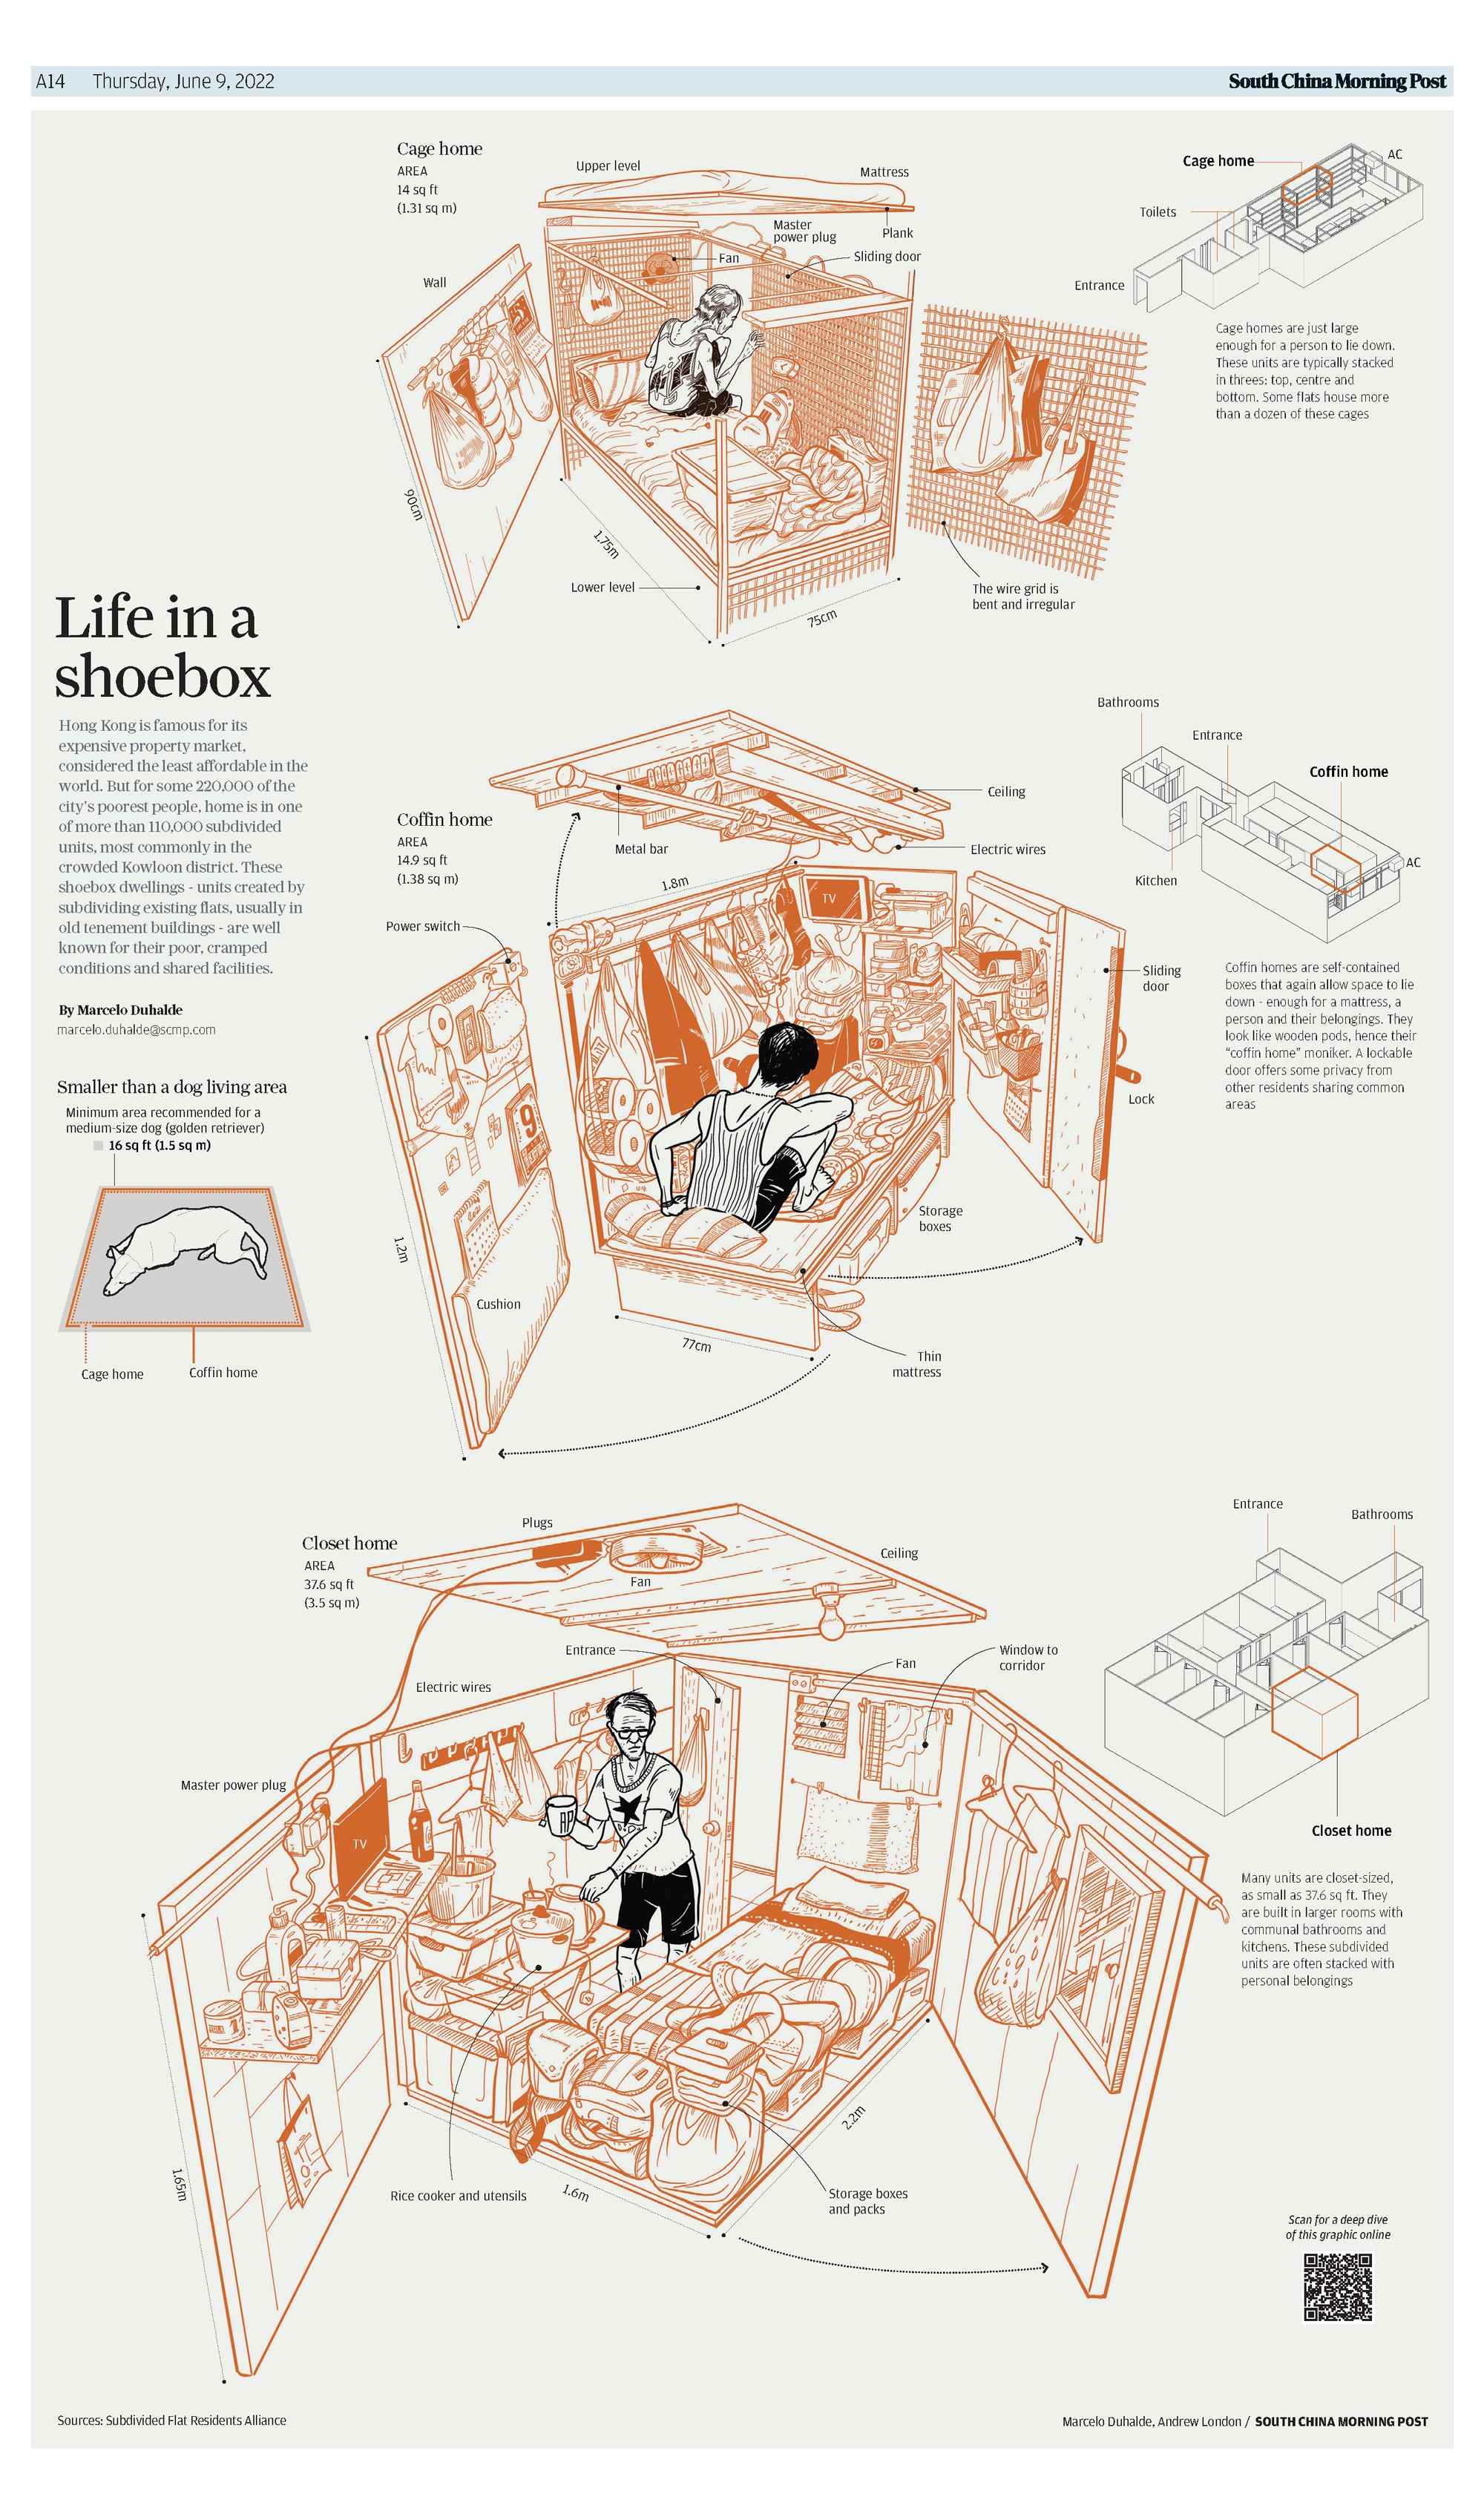 A14 Thursday, June 9, 2022
South China Morning Post
Life in a
shoebox
Hong Kong is famous for its
expensive property market,
considered the least affordable in the
world. But for some 220,000 of the
city's poorest people, home is in one
of more than 110,000 subdivided
units, most commonly in the
crowded Kowloon district. These
shoebox dwellings - units created by
subdividing existing flats, usually in
old tenement buildings - are well
known for their poor, cramped
conditions and shared facilities.
By Marcelo Duhalde
marcelo.duhalde@scmp.com
Smaller than a dog living area
Minimum area recommended for a
medium-size dog (golden retriever)
16 sq ft (1.5 sq m)
Cage home
Coffin home
Cage home
AREA
14 sq ft
(1.31 sq m)
Upper level
Mattress
Master
power plug
Plank
Fan
Sliding door
Wall
90cm
1.75m
Lower level
75cm
The wire grid is
bent and irregular
Cage home
AC
Toilets
Entrance
Cage homes are just large
enough for a person to lie down.
These units are typically stacked
in threes: top, centre and
bottom. Some flats house more
than a dozen of these cages
Coffin home
AREA
14.9 sq ft
(1.38 sq m)
Ceiling
Metal bar
Electric wires
1.8m
Power switch
TV
Sliding
door
Lock
9
1.2m
Storage
boxes
Cushion
77cm
Thin
mattress
Bathrooms
Entrance
Coffin home
AC
Kitchen
Coffin homes are self-contained
boxes that again allow space to lie
down - enough for a mattress, a
person and their belongings. They
look like wooden pods, hence their
"coffin home" moniker. A lockable
door offers some privacy from
other residents sharing common
areas
Closet home
AREA
37.6 sq ft
(3.5 sq m)
Plugs
Fan
Ceiling
Entrance
Fan
Window to
corridor
Electric wires
Master power plug
TV
1.65m
Rice cooker and utensils
1.6m
2.2m
Storage boxes
and packs
Entrance
Bathrooms
Closet home
Many units are closet-sized,
as small as 37.6 sq ft. They
are built in larger rooms with
communal bathrooms and
kitchens. These subdivided
units are often stacked with
personal belongings
Scan for a deep dive
of this graphic online
Sources: Subdivided Flat Residents Alliance
Marcelo Duhalde, Andrew London / SOUTH CHINA MORNING POST